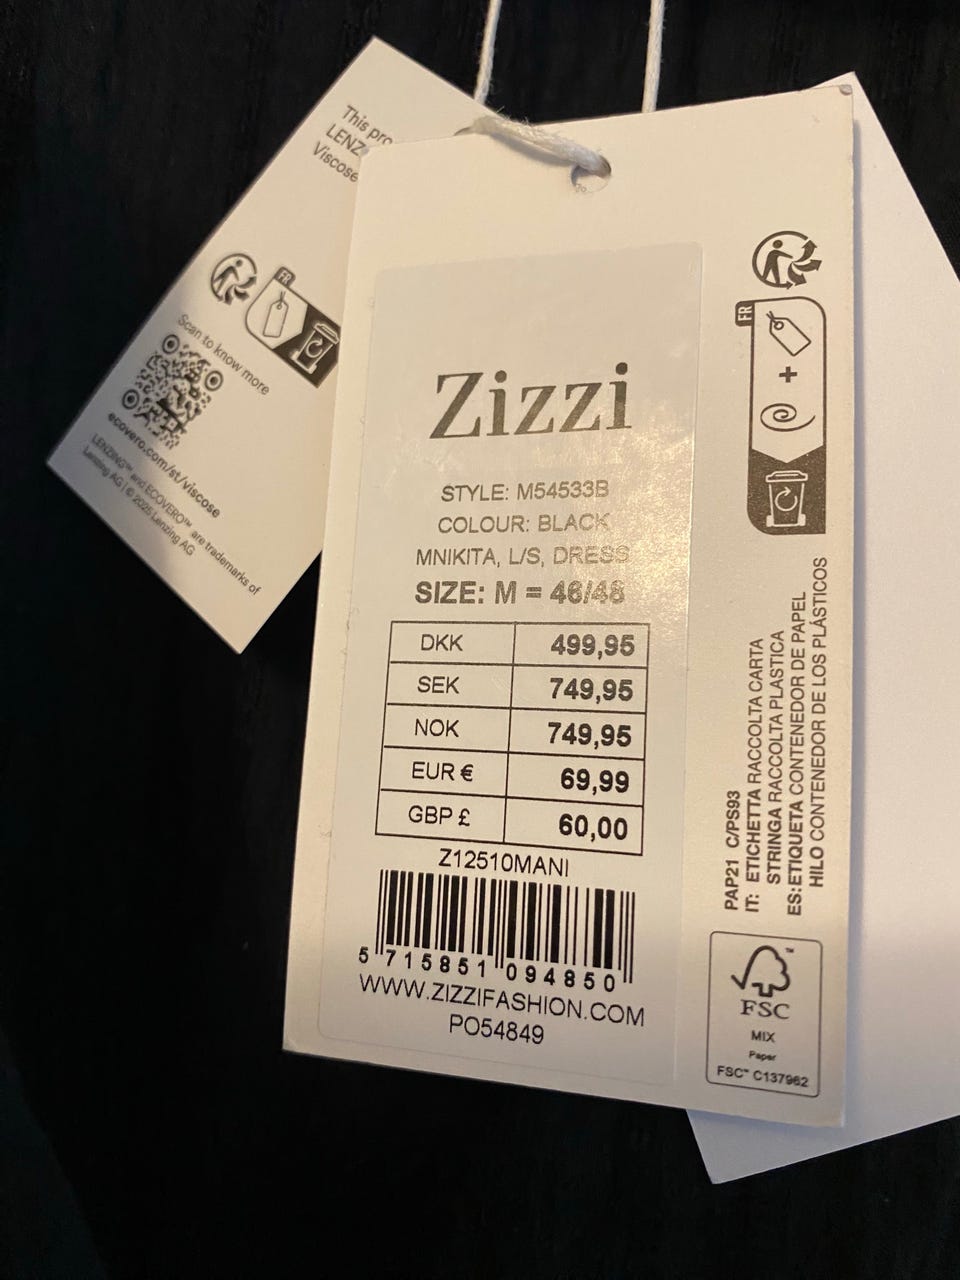 This pro
LENZ
Viscose
FR
Scan to know more
ecovero.com/st/viscose
LENZING™ and ECOVERO™ are trademarks of
Lenzing AG | © 2025 Lenzing AG
Zizzi
STYLE: M54533B
COLOUR: BLACK
MNIKITA, L/S, DRESS
SIZE: M = 46/48
DKK 499,95
SEK 749,95
NOK 749,95
EUR € 69,99
GBP £ 60,00
Z12510MANI
5 715851 094850
WWW.ZIZZIFASHION.COM
PO54849
FR
+
PAP21 C/PS93
IT: ETICHETTA RACCOLTA CARTA
STRINGA RACCOLTA PLASTICA
ES: ETIQUETA CONTENEDOR DE PAPEL
HILO CONTENEDOR DE LOS PLÁSTICOS
™
FSC
MIX
Paper
FSC™ C137962